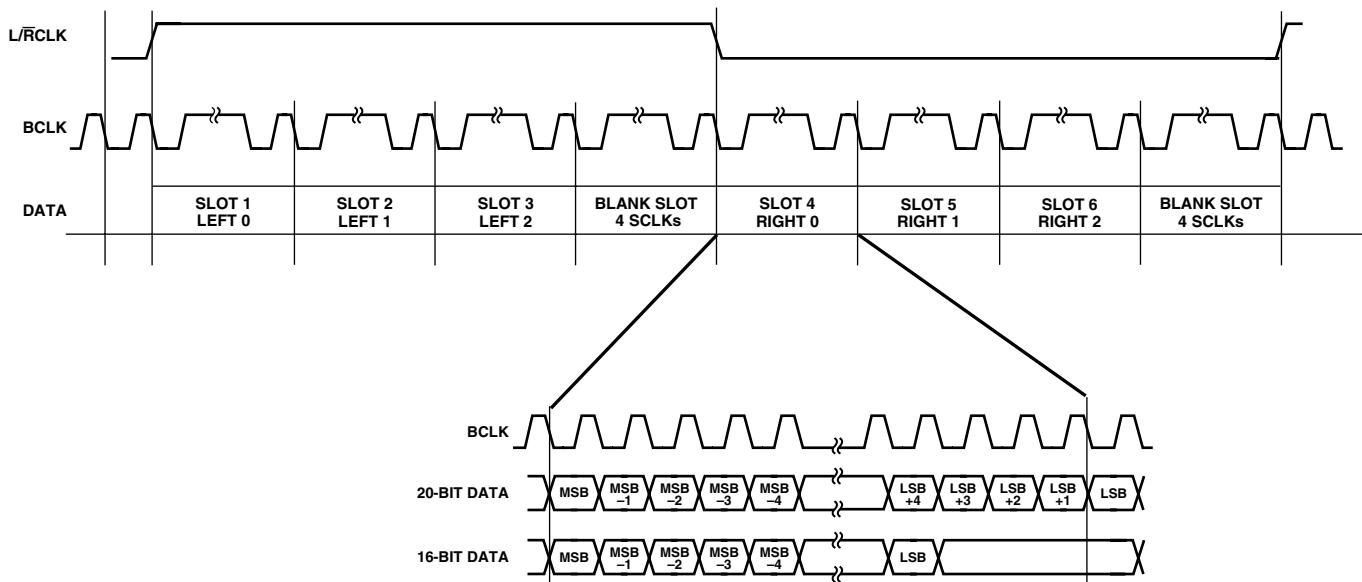 L/R̅CLK
BCLK
DATA
SLOT 1 LEFT 0
SLOT 2 LEFT 1
SLOT 3 LEFT 2
BLANK SLOT 4 SCLKs
SLOT 4 RIGHT 0
SLOT 5 RIGHT 1
SLOT 6 RIGHT 2
BLANK SLOT 4 SCLKs
BCLK
20-BIT DATA
MSB
MSB –1
MSB –2
MSB –3
MSB –4
LSB +4
LSB +3
LSB +2
LSB +1
LSB
16-BIT DATA
MSB
MSB –1
MSB –2
MSB –3
MSB –4
LSB